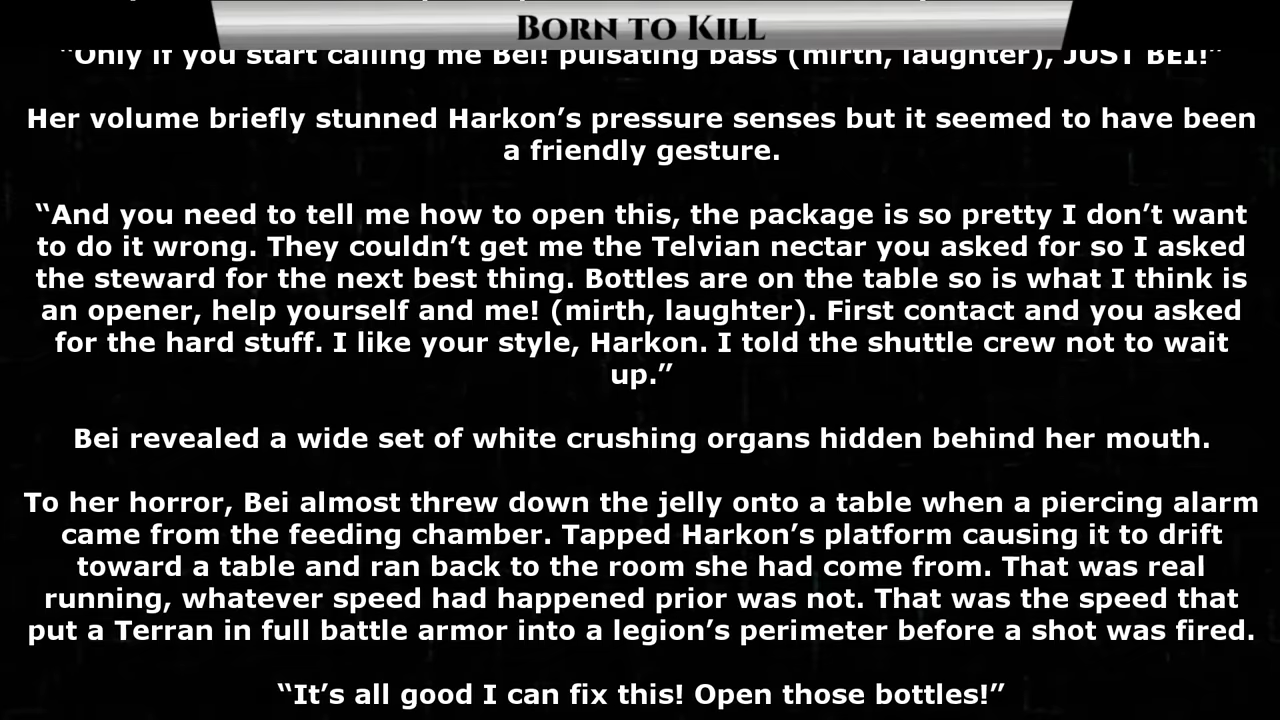 Born to Kill
“Only if you start calling me Bei! pulsating bass (mirth, laughter), JUST BEI!”
Her volume briefly stunned Harkon’s pressure senses but it seemed to have been
a friendly gesture.
“And you need to tell me how to open this, the package is so pretty I don’t want
to do it wrong. They couldn’t get me the Telvian nectar you asked for so I asked
the steward for the next best thing. Bottles are on the table so is what I think is
an opener, help yourself and me! (mirth, laughter). First contact and you asked
for the hard stuff. I like your style, Harkon. I told the shuttle crew not to wait
up.”
Bei revealed a wide set of white crushing organs hidden behind her mouth.
To her horror, Bei almost threw down the jelly onto a table when a piercing alarm
came from the feeding chamber. Tapped Harkon’s platform causing it to drift
toward a table and ran back to the room she had come from. That was real
running, whatever speed had happened prior was not. That was the speed that
put a Terran in full battle armor into a legion’s perimeter before a shot was fired.
“It’s all good I can fix this! Open those bottles!”